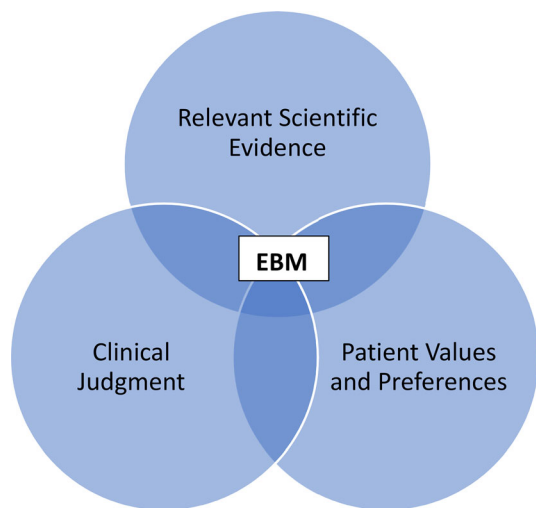 Relevant Scientific
Evidence
EBM
Clinical
Judgment
Patient Values
and Preferences